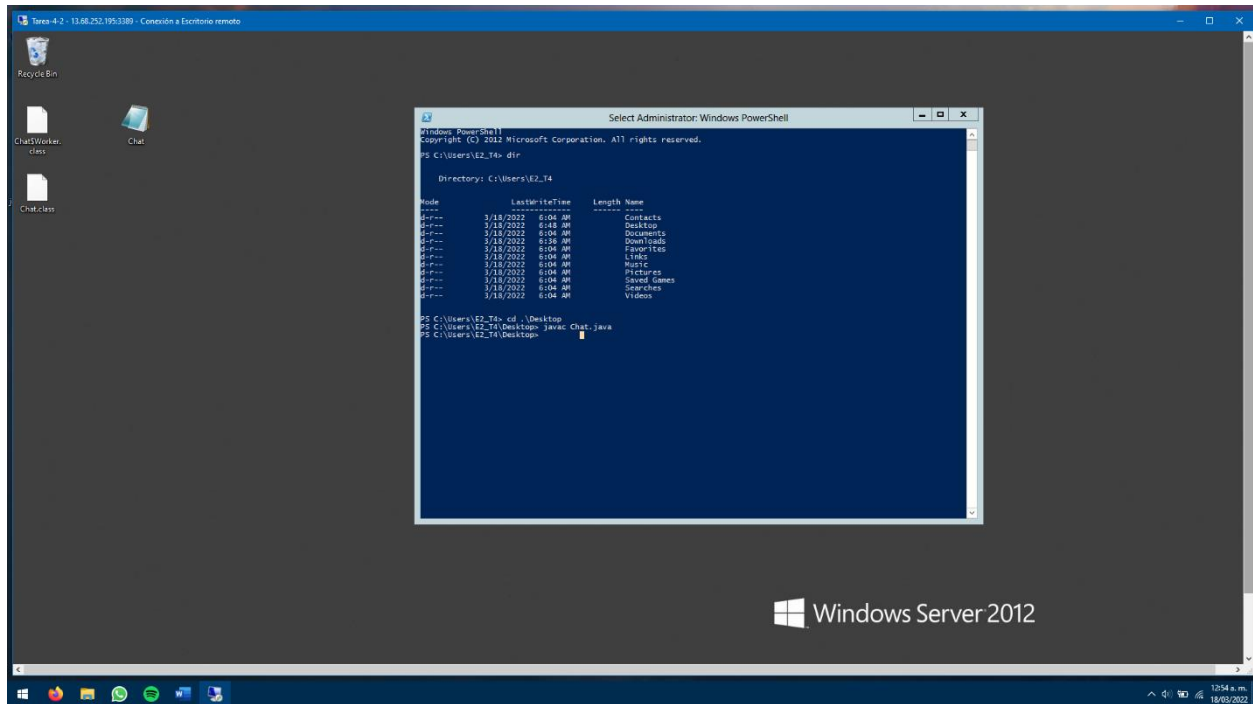 Tarea-4-2 - 13.68.252.195:3389 - Conexión a Escritorio remoto
Recycle Bin
Chat$Worker.
class
Chat
Chat.class
Select Administrator: Windows PowerShell
Windows PowerShell
Copyright (C) 2012 Microsoft Corporation. All rights reserved.
PS C:\Users\E2_T4> dir
Directory: C:\Users\E2_T4
Mode LastWriteTime Length Name
---- ------------- ------ ----
d-r-- 3/18/2022 6:04 AM Contacts
d-r-- 3/18/2022 6:48 AM Desktop
d-r-- 3/18/2022 6:04 AM Documents
d-r-- 3/18/2022 6:36 AM Downloads
d-r-- 3/18/2022 6:04 AM Favorites
d-r-- 3/18/2022 6:04 AM Links
d-r-- 3/18/2022 6:04 AM Music
d-r-- 3/18/2022 6:04 AM Pictures
d-r-- 3/18/2022 6:04 AM Saved Games
d-r-- 3/18/2022 6:04 AM Searches
d-r-- 3/18/2022 6:04 AM Videos
PS C:\Users\E2_T4> cd .\Desktop
PS C:\Users\E2_T4\Desktop> javac Chat.java
PS C:\Users\E2_T4\Desktop>
Windows Server 2012
12:54 a. m.
18/03/2022